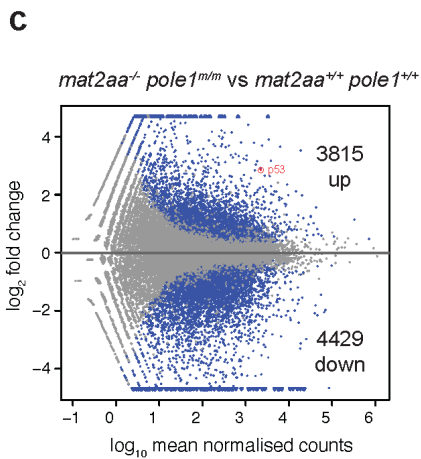 C
mat2aa-/- pole1m/m vs mat2aa+/+ pole1+/+
4
2
0
−2
−4
log2 fold change
p53
3815
up
4429
down
−1 0 1 2 3 4 5 6
log10 mean normalised counts